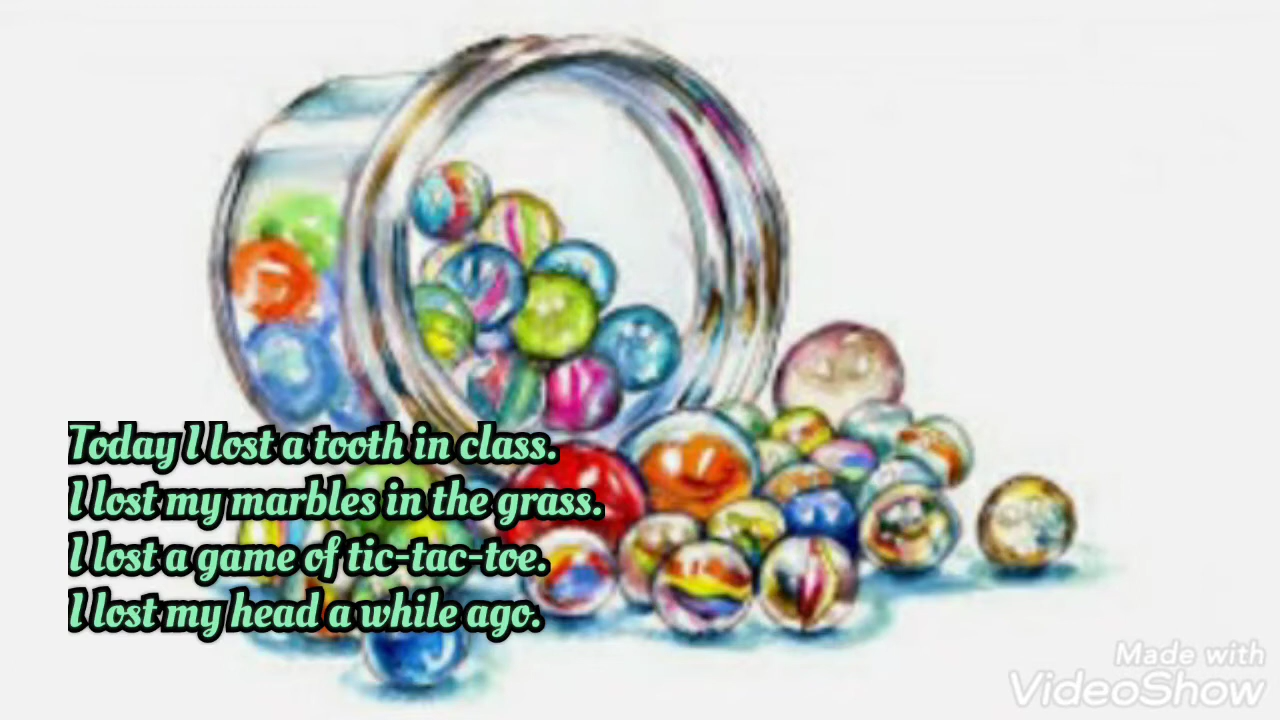 Today I lost a tooth in class.
I lost my marbles in the grass.
I lost a game of tic-tac-toe.
I lost my head a while ago.
Made with
VideoShow